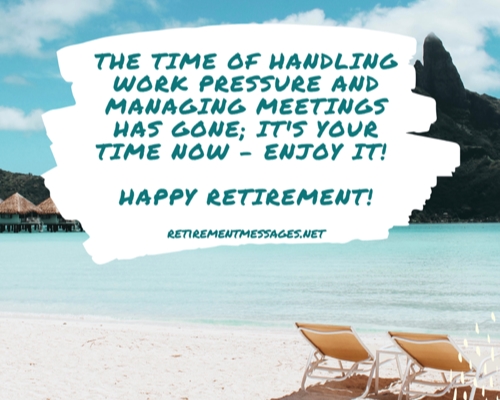 THE TIME OF HANDLING
WORK PRESSURE AND
MANAGING MEETINGS
HAS GONE; IT'S YOUR
TIME NOW - ENJOY IT!
HAPPY RETIREMENT!
RETIREMENTMESSAGES.NET